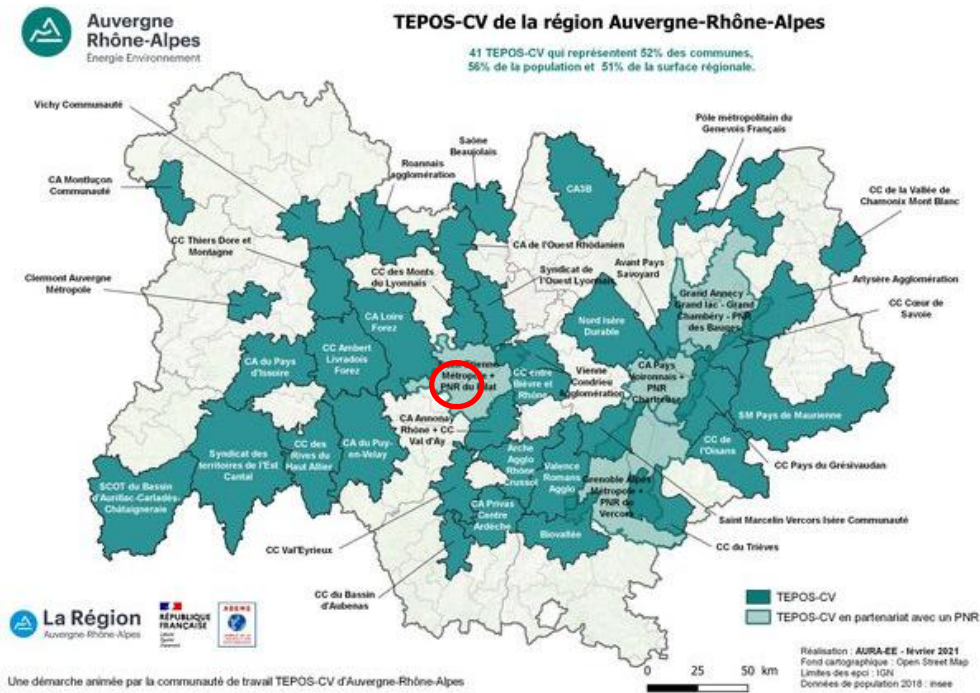 Auvergne
Rhône-Alpes
Énergie Environnement
TEPOS-CV de la région Auvergne-Rhône-Alpes
41 TEPOS-CV qui représentent 52% des communes,
56% de la population et 51% de la surface régionale.
Vichy Communauté
CA Montluçon
Communauté
Roannais
agglomération
Saône
Beaujolais
CA3B
Pôle métropolitain du
Genevois Français
CC de la Vallée de
Chamonix Mont Blanc
CC Thiers Dore et
Montagne
CA de l'Ouest Rhodanien
Clermont Auvergne
Métropole
CC des Monts
du Lyonnais
Syndicat de
l'Ouest Lyonnais
Avant Pays
Savoyard
Arlysère Agglomération
Grand Annecy -
Grand lac - Grand
Chambéry - PNR
des Bauges
CC Cœur de
Savoie
CA Loire
Forez
Nord Isère
Durable
CA du Pays
d'Issoire
CC Ambert
Livradois
Forez
Métropole +
PNR du Pilat
CC entre
Bièvre et
Rhône
Vienne
Condrieu
Agglomération
CA Pays
Voironnais +
PNR
Chartreuse
SM Pays de Maurienne
CA Annonay
Rhône + CC
Val d'Ay
CC de
l'Oisans
Syndicat des
territoires de l'Est
Cantal
CC des
Rives du
Haut Allier
CA du Puy-
en-Velay
Arche
Agglo
Rhône
Crussol
Valence
Romans
Agglo
Grenoble Alpes
Métropole +
PNR de
Vercors
CC Pays du Grésivaudan
SCOT du Bassin
d'Aurillac-Carladès-
Châtaigneraie
CA Privas
Centre
Ardèche
Biovallée
Saint Marcelin Vercors Isère Communauté
CC Val'Eyrieux
CC du Trièves
CC du Bassin
d'Aubenas
TEPOS-CV
TEPOS-CV en partenariat avec un PNR
La Région
Auvergne-Rhône-Alpes
RÉPUBLIQUE
FRANÇAISE
ADEME
0 25 50 km
Réalisation : AURA-EE - février 2021
Fond cartographique : Open Street Map
Limites des epci : IGN
Données de population 2018 : insee
Une démarche animée par la communauté de travail TEPOS-CV d'Auvergne-Rhône-Alpes